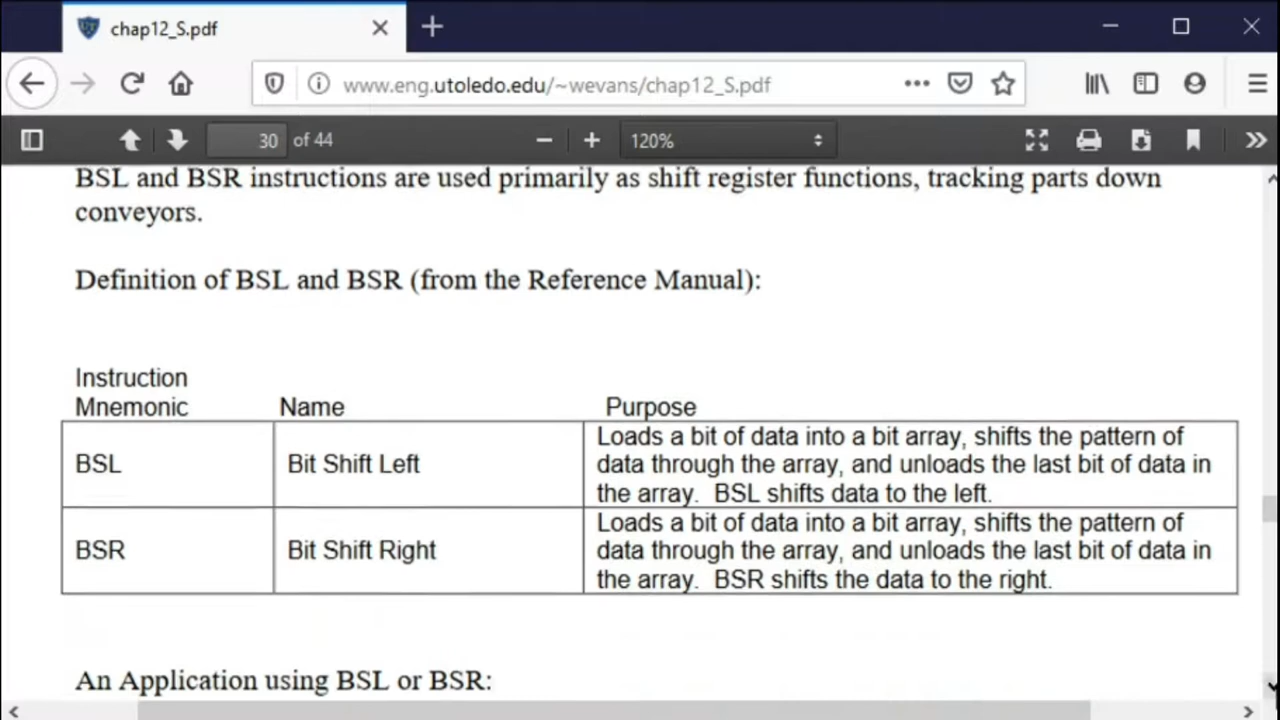 chap12_S.pdf
www.eng.utoledo.edu/~wevans/chap12_S.pdf
30 of 44
120%
BSL and BSR instructions are used primarily as shift register functions, tracking parts down
conveyors.
Definition of BSL and BSR (from the Reference Manual):
Instruction
Mnemonic Name Purpose
BSL Bit Shift Left Loads a bit of data into a bit array, shifts the pattern of
data through the array, and unloads the last bit of data in
the array. BSL shifts data to the left.
BSR Bit Shift Right Loads a bit of data into a bit array, shifts the pattern of
data through the array, and unloads the last bit of data in
the array. BSR shifts the data to the right.
An Application using BSL or BSR: